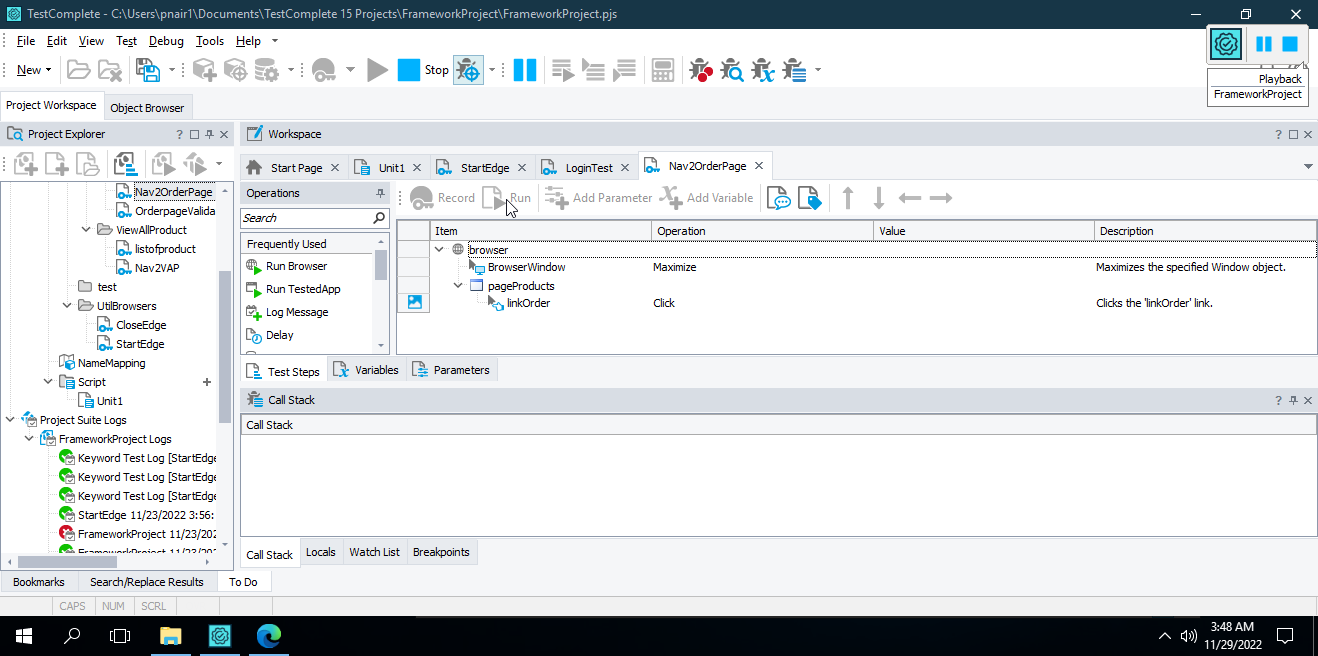 TestComplete - C:\Users\pnair1\Documents\TestComplete 15 Projects\FrameworkProject\FrameworkProject.pjs
File Edit View Test Debug Tools Help
New Stop
Playback
FrameworkProject
Project Workspace Object Browser
Project Explorer
Workspace
Start Page Unit1 StartEdge LoginTest Nav2OrderPage
Operations
Record Run Add Parameter Add Variable
Search
Item Operation Value Description
Frequently Used
Run Browser
Run TestedApp
Log Message
Delay
browser
BrowserWindow Maximize Maximizes the specified Window object.
pageProducts
linkOrder Click Clicks the 'linkOrder' link.
Nav2OrderPage
OrderpageValida
ViewAllProduct
listofproduct
Nav2VAP
test
UtilBrowsers
CloseEdge
StartEdge
NameMapping
Script
Unit1
Project Suite Logs
FrameworkProject Logs
Keyword Test Log [StartEdge
Keyword Test Log [StartEdge
Keyword Test Log [StartEdge
StartEdge 11/23/2022 3:56:
FrameworkProject 11/23/202
FrameworkProject 11/23/202
Test Steps Variables Parameters
Call Stack
Call Stack
Call Stack Locals Watch List Breakpoints
Bookmarks Search/Replace Results To Do
CAPS NUM SCRL
3:48 AM
11/29/2022